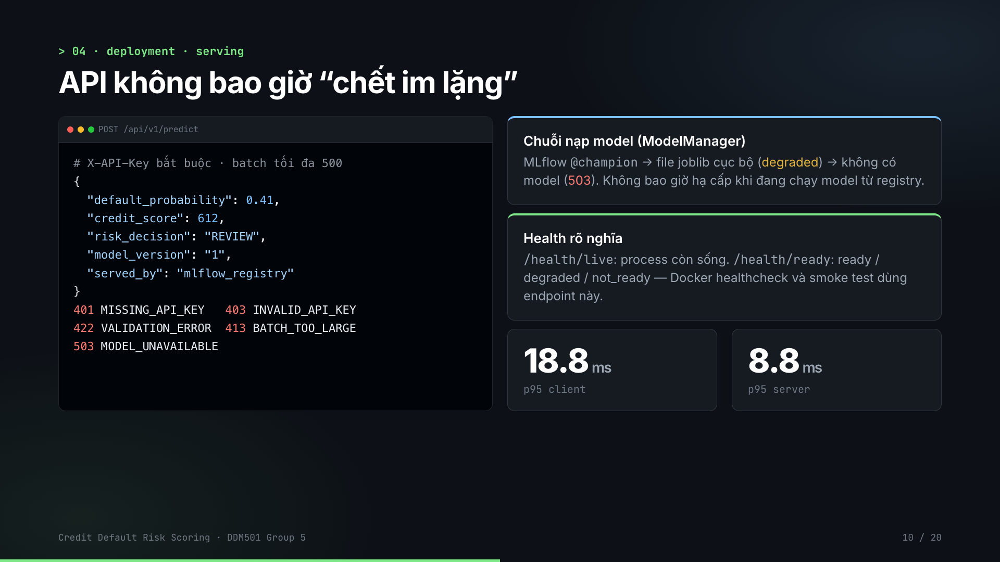 > 04 · deployment · serving
API không bao giờ “chết im lặng”
POST /api/v1/predict
# X-API-Key bắt buộc · batch tối đa 500
{
  "default_probability": 0.41,
  "credit_score": 612,
  "risk_decision": "REVIEW",
  "model_version": "1",
  "served_by": "mlflow_registry"
}
401 MISSING_API_KEY   403 INVALID_API_KEY
422 VALIDATION_ERROR  413 BATCH_TOO_LARGE
503 MODEL_UNAVAILABLE
Chuỗi nạp model (ModelManager)
MLflow @champion → file joblib cục bộ (degraded) → không có
model (503). Không bao giờ hạ cấp khi đang chạy model từ registry.
Health rõ nghĩa
/health/live: process còn sống. /health/ready: ready /
degraded / not_ready — Docker healthcheck và smoke test dùng
endpoint này.
18.8 ms
p95 client
8.8 ms
p95 server
Credit Default Risk Scoring · DDM501 Group 5
10 / 20